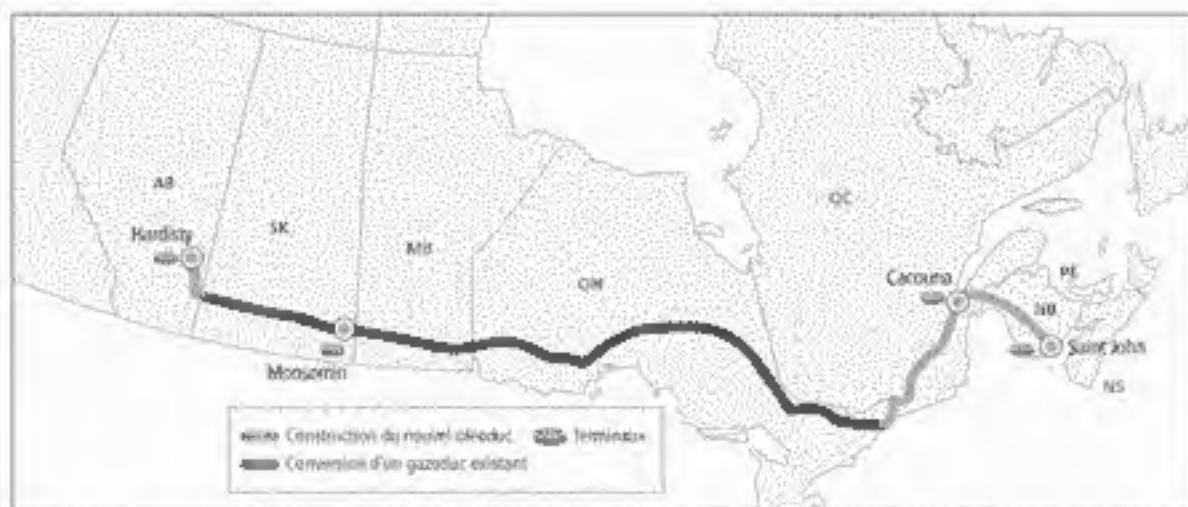 AB
Hardisty
SK
MB
ON
QC
Cacouna
PE
NB
Saint John
NS
Moosomin
Construction du nouvel oléoduc
Terminaux
Conversion d'un gazoduc existant